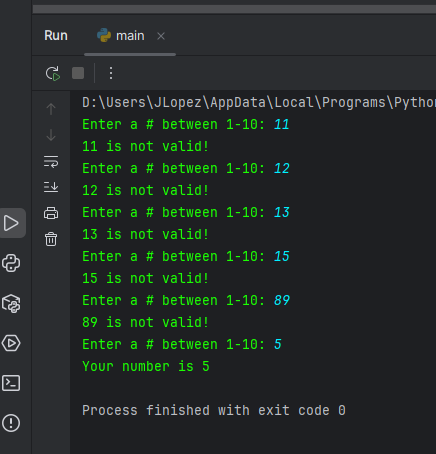 Run main
D:\Users\JLopez\AppData\Local\Programs\Pytho
Enter a # between 1-10: 11
11 is not valid!
Enter a # between 1-10: 12
12 is not valid!
Enter a # between 1-10: 13
13 is not valid!
Enter a # between 1-10: 15
15 is not valid!
Enter a # between 1-10: 89
89 is not valid!
Enter a # between 1-10: 5
Your number is 5
Process finished with exit code 0